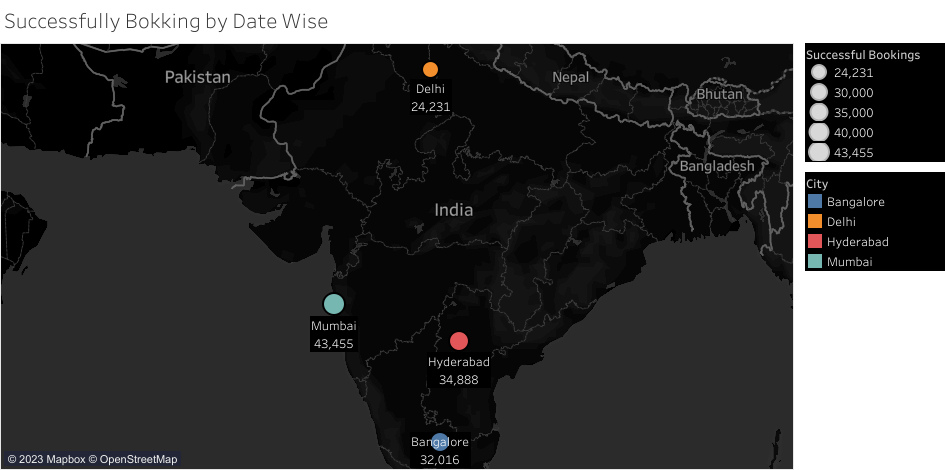 Successfully Bokking by Date Wise
Pakistan
Delhi
24,231
Nepal
Bhutan
Bangladesh
India
Mumbai
43,455
Hyderabad
34,888
Bangalore
32,016
© 2023 Mapbox © OpenStreetMap
Successful Bookings
24,231
30,000
35,000
40,000
43,455
City
Bangalore
Delhi
Hyderabad
Mumbai